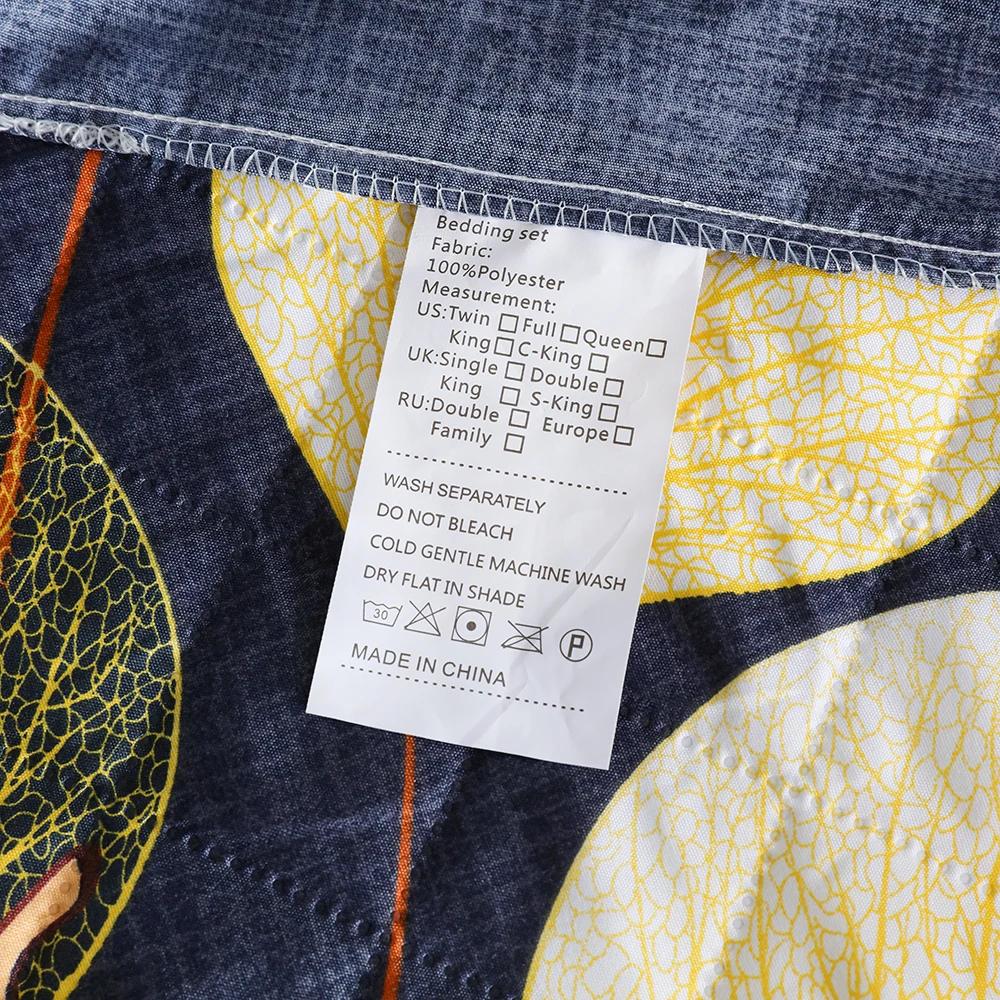 Bedding set
Fabric:
100%Polyester
Measurement:
US:Twin □ Full □ Queen □
King □ C-King □
UK:Single □ Double □
King □ S-King □
RU:Double □ Europe □
Family □
WASH SEPARATELY
DO NOT BLEACH
COLD GENTLE MACHINE WASH
DRY FLAT IN SHADE
30 P
MADE IN CHINA